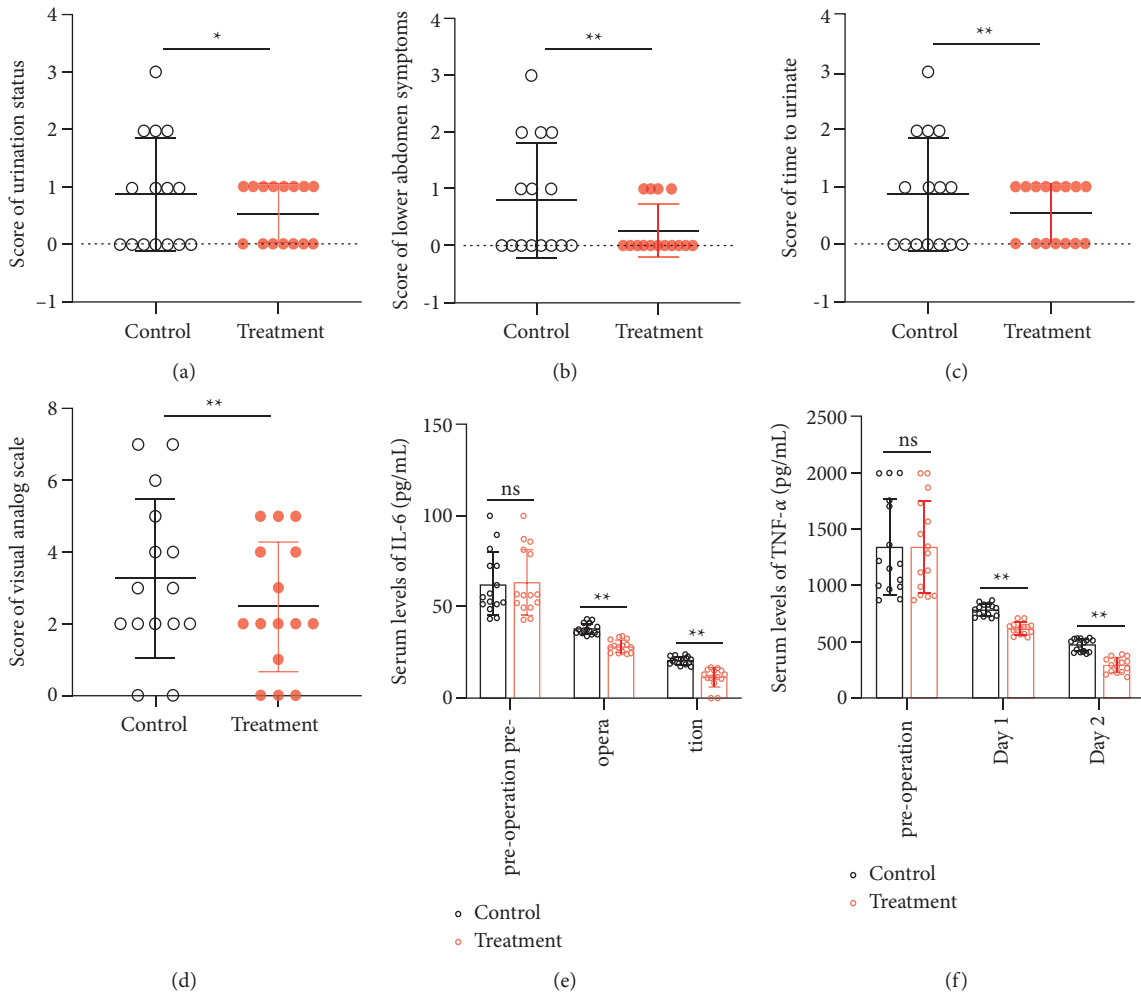 Score of urination status
4
3
2
1
0
–1
*
Control
Treatment
(a)
Score of lower abdomen symptoms
4
3
2
1
0
-1
**
Control
Treatment
(b)
Score of time to urinate
4
3
2
1
0
-1
**
Control
Treatment
(c)
Score of visual analog scale
8
6
4
2
0
**
Control
Treatment
(d)
Serum levels of IL-6 (pg/mL)
150
100
50
0
ns
**
**
pre-operation pre-
opera
tion
Control
Treatment
(e)
Serum levels of TNF-α (pg/mL)
2500
2000
1500
1000
500
0
ns
**
**
pre-operation
Day 1
Day 2
Control
Treatment
(f)